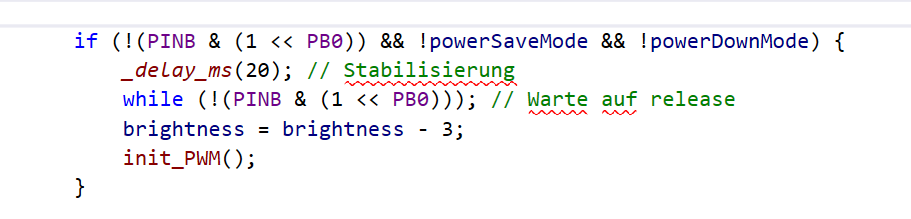 if (!(PINB & (1 << PB0)) && !powerSaveMode && !powerDownMode) {
_delay_ms(20); // Stabilisierung
while (!(PINB & (1 << PB0))); // Warte auf release
brightness = brightness - 3;
init_PWM();
}